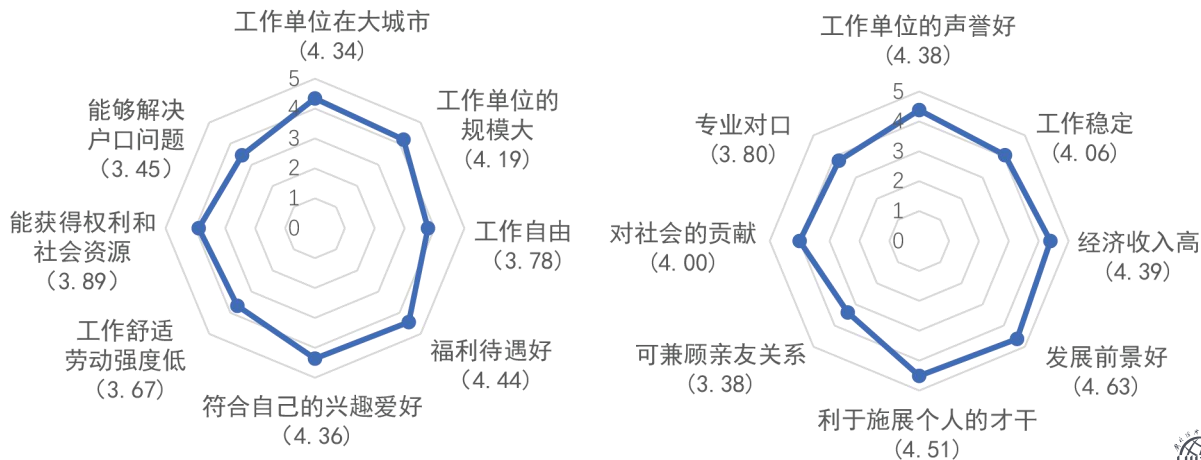 工作单位在大城市
(4.34)
工作单位的
规模大
(4.19)
工作自由
(3.78)
福利待遇好
(4.44)
符合自己的兴趣爱好
(4.36)
工作舒适
劳动强度低
(3.67)
能获得权利和
社会资源
(3.89)
能够解决
户口问题
(3.45)
5
4
3
2
1
0
工作单位的声誉好
(4.38)
工作稳定
(4.06)
经济收入高
(4.39)
发展前景好
(4.63)
利于施展个人的才干
(4.51)
可兼顾亲友关系
(3.38)
对社会的贡献
(4.00)
专业对口
(3.80)
5
4
3
2
1
0